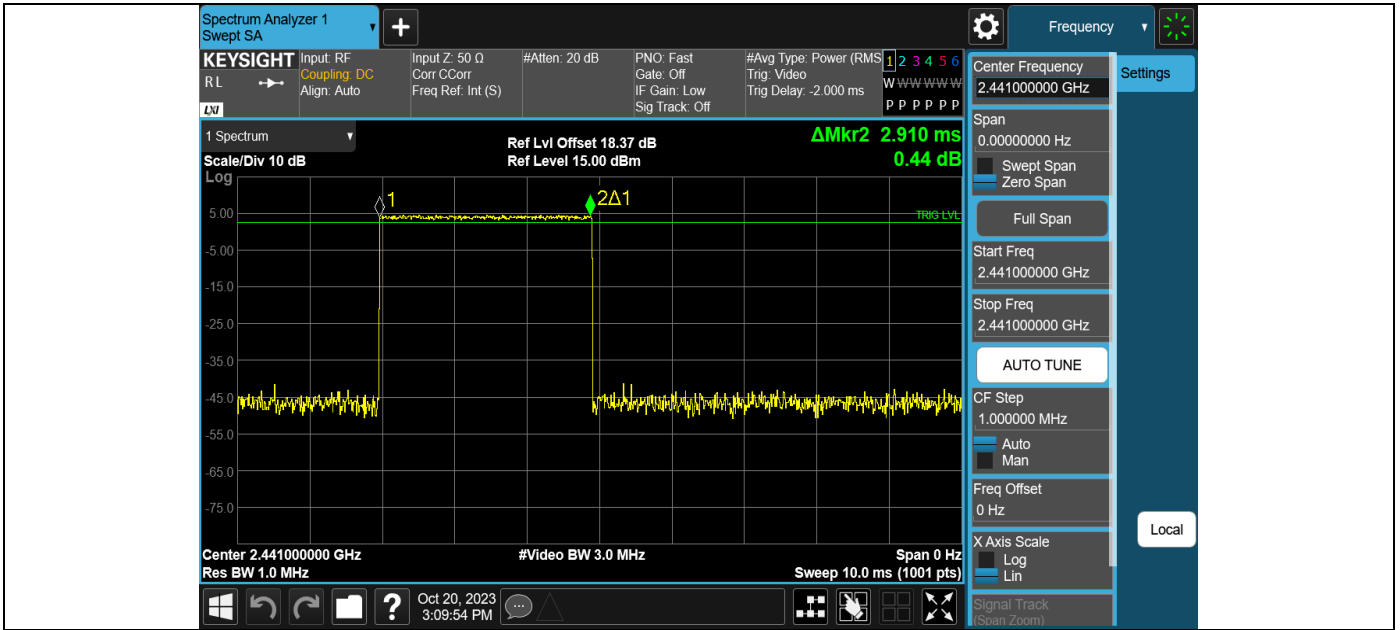 Spectrum Analyzer 1
Swept SA
+
Frequency
KEYSIGHT
RL
LXI
Input: RF
Coupling: DC
Align: Auto
Input Z: 50 Ω
Corr CCorr
Freq Ref: Int (S)
#Atten: 20 dB
PNO: Fast
Gate: Off
IF Gain: Low
Sig Track: Off
#Avg Type: Power (RMS
Trig: Video
Trig Delay: -2.000 ms
1 2 3 4 5 6
W W W W W W
P P P P P P
1 Spectrum
Scale/Div 10 dB
Log
Ref Lvl Offset 18.37 dB
Ref Level 15.00 dBm
ΔMkr2 2.910 ms
0.44 dB
1
2Δ1
TRIG LVL
5.00
-5.00
-15.0
-25.0
-35.0
-45.0
-55.0
-65.0
-75.0
Center 2.441000000 GHz
Res BW 1.0 MHz
#Video BW 3.0 MHz
Span 0 Hz
Sweep 10.0 ms (1001 pts)
?
Oct 20, 2023
3:09:54 PM
Center Frequency
2.441000000 GHz
Span
0.00000000 Hz
Swept Span
Zero Span
Full Span
Start Freq
2.441000000 GHz
Stop Freq
2.441000000 GHz
AUTO TUNE
CF Step
1.000000 MHz
Auto
Man
Freq Offset
0 Hz
X Axis Scale
Log
Lin
Signal Track
(Span Zoom)
Settings
Local